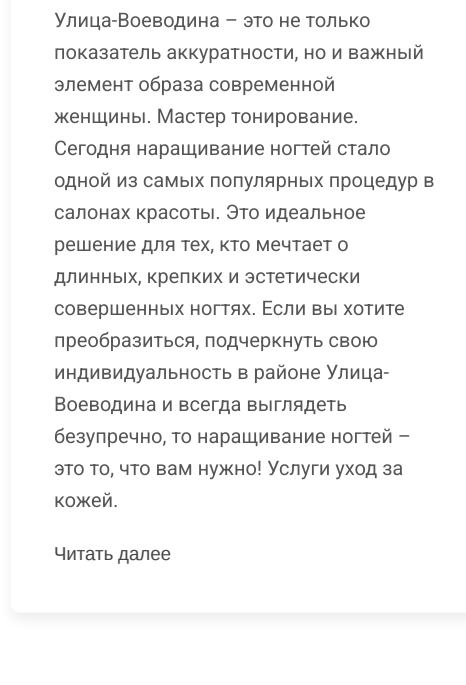 Улица-Воеводина – это не только
показатель аккуратности, но и важный
элемент образа современной
женщины. Мастер тонирование.
Сегодня наращивание ногтей стало
одной из самых популярных процедур в
салонах красоты. Это идеальное
решение для тех, кто мечтает о
длинных, крепких и эстетически
совершенных ногтях. Если вы хотите
преобразиться, подчеркнуть свою
индивидуальность в районе Улица-
Воеводина и всегда выглядеть
безупречно, то наращивание ногтей –
это то, что вам нужно! Услуги уход за
кожей.
Читать далее